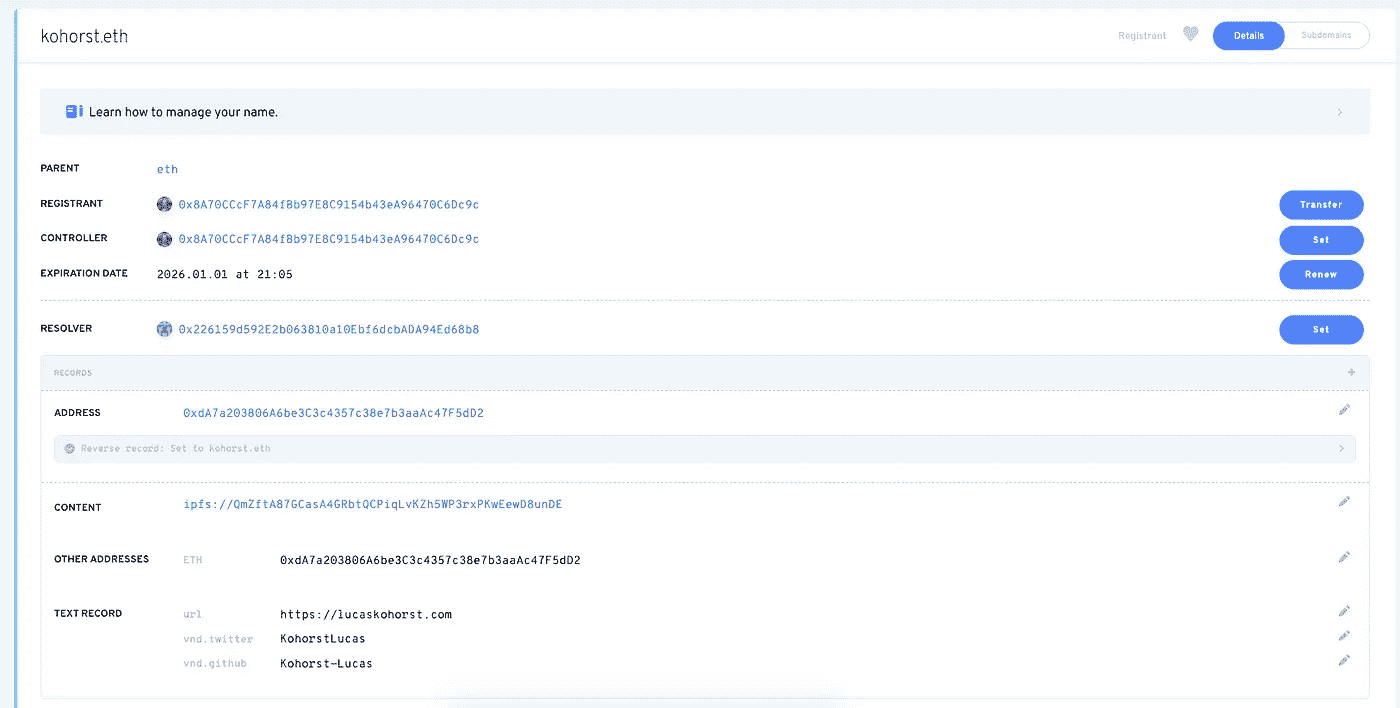 kohorst.eth
Registrant
Details
Subdomains
Learn how to manage your name.
PARENT eth
REGISTRANT 0x8A70CCcF7A84fBb97E8C9154b43eA96470C6Dc9c Transfer
CONTROLLER 0x8A70CCcF7A84fBb97E8C9154b43eA96470C6Dc9c Set
EXPIRATION DATE 2026.01.01 at 21:05 Renew
RESOLVER 0x226159d592E2b063810a10Ebf6dcbADA94Ed68b8 Set
RECORDS +
ADDRESS 0xdA7a203806A6be3C3c4357c38e7b3aaAc47F5dD2
Reverse record: Set to kohorst.eth
CONTENT ipfs://QmZftA87GCasA4GRbtQCPiqLvKZh5WP3rxPKwEewD8unDE
OTHER ADDRESSES ETH 0xdA7a203806A6be3C3c4357c38e7b3aaAc47F5dD2
TEXT RECORD url https://lucaskohorst.com
vnd.twitter KohorstLucas
vnd.github Kohorst-Lucas